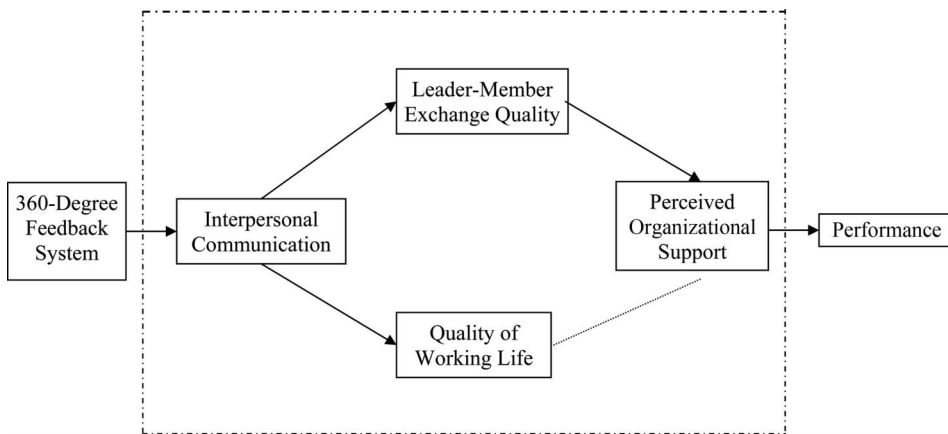 Leader-Member
Exchange Quality
360-Degree
Feedback
System
Interpersonal
Communication
Perceived
Organizational
Support
Performance
Quality of
Working Life